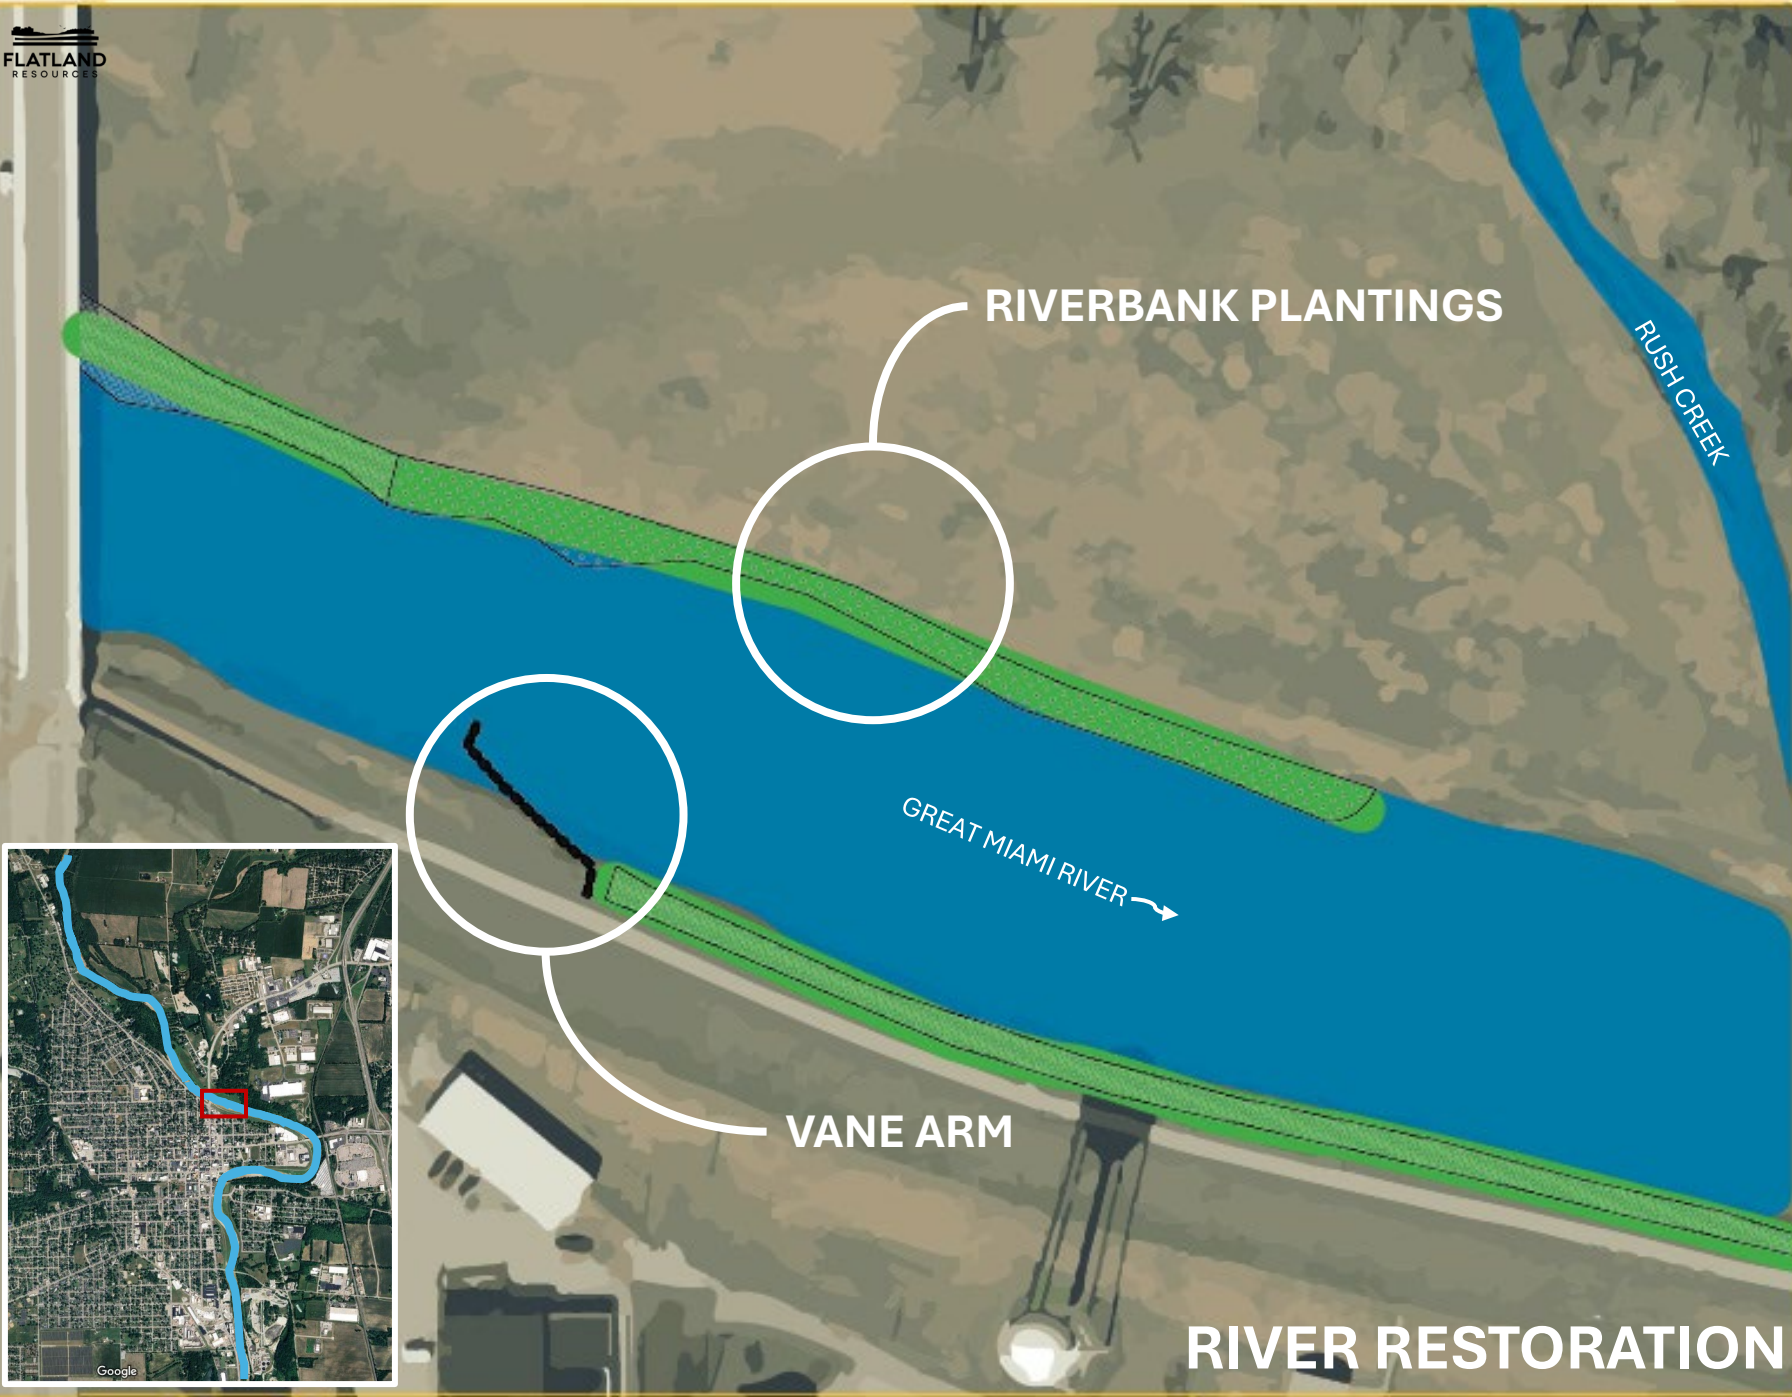 FLATLAND
RESOURCES
RIVERBANK PLANTINGS
RUSH CREEK
GREAT MIAMI RIVER
VANE ARM
RIVER RESTORATION
Google